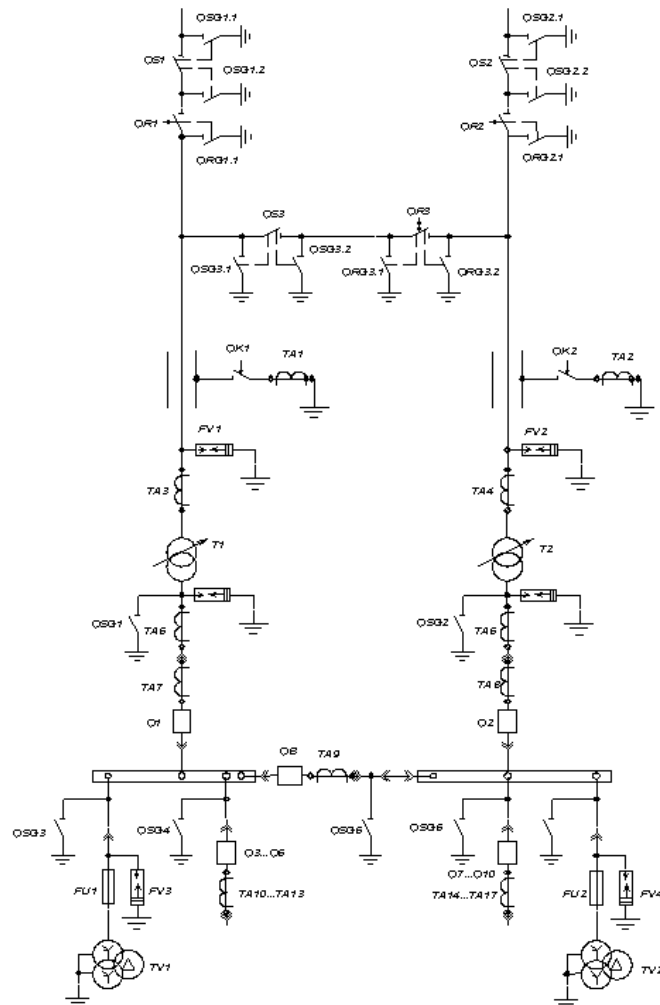 QSG1.1
QSG2.1
QS1
QSG1.2
QS2
QSG2.2
QR1
QRG1.1
QR2
QRG2.1
QS3
QR3
QSG3.1
QSG3.2
QRG3.1
QRG3.2
QK1
TA1
QK2
TA2
FV1
FV2
TA3
TA4
T1
T2
QSG1
TA6
QSG2
TA6
TA7
TA8
Q1
Q2
QB
TA9
QSG3
QSG4
QSG6
QSG6
Q3...Q6
Q7...Q10
FU1
FV3
TA10...TA13
TA14...TA17
FU2
FV4
TV1
TV2